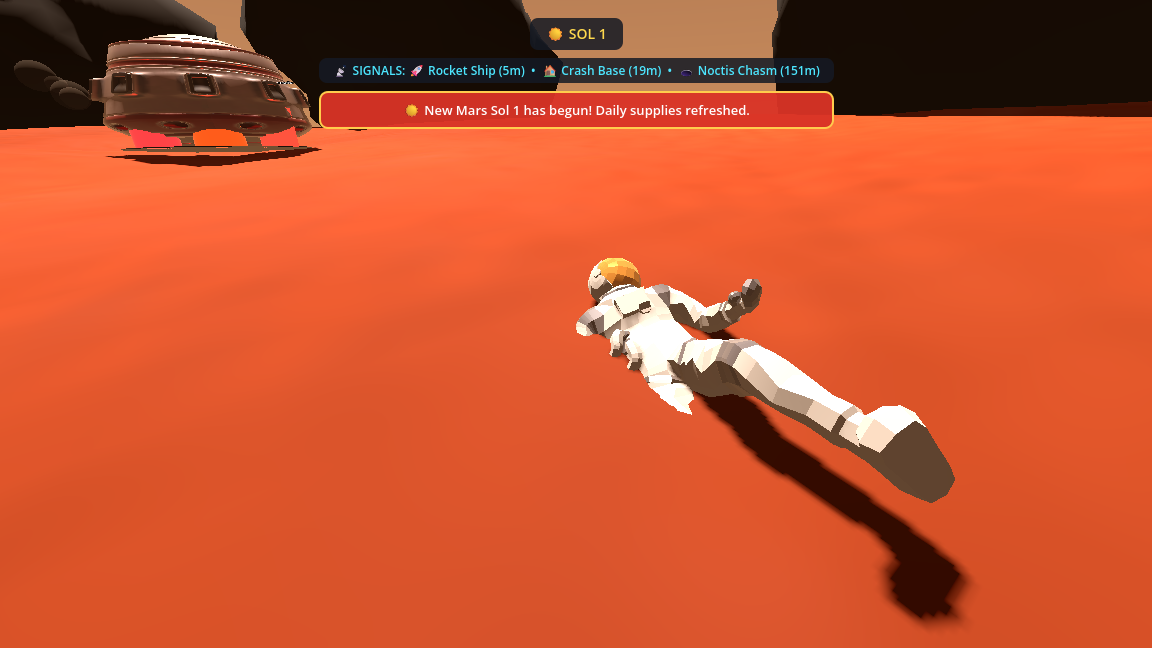 SOL 1
SIGNALS: Rocket Ship (5m) • Crash Base (19m) • Noctis Chasm (151m)
New Mars Sol 1 has begun! Daily supplies refreshed.